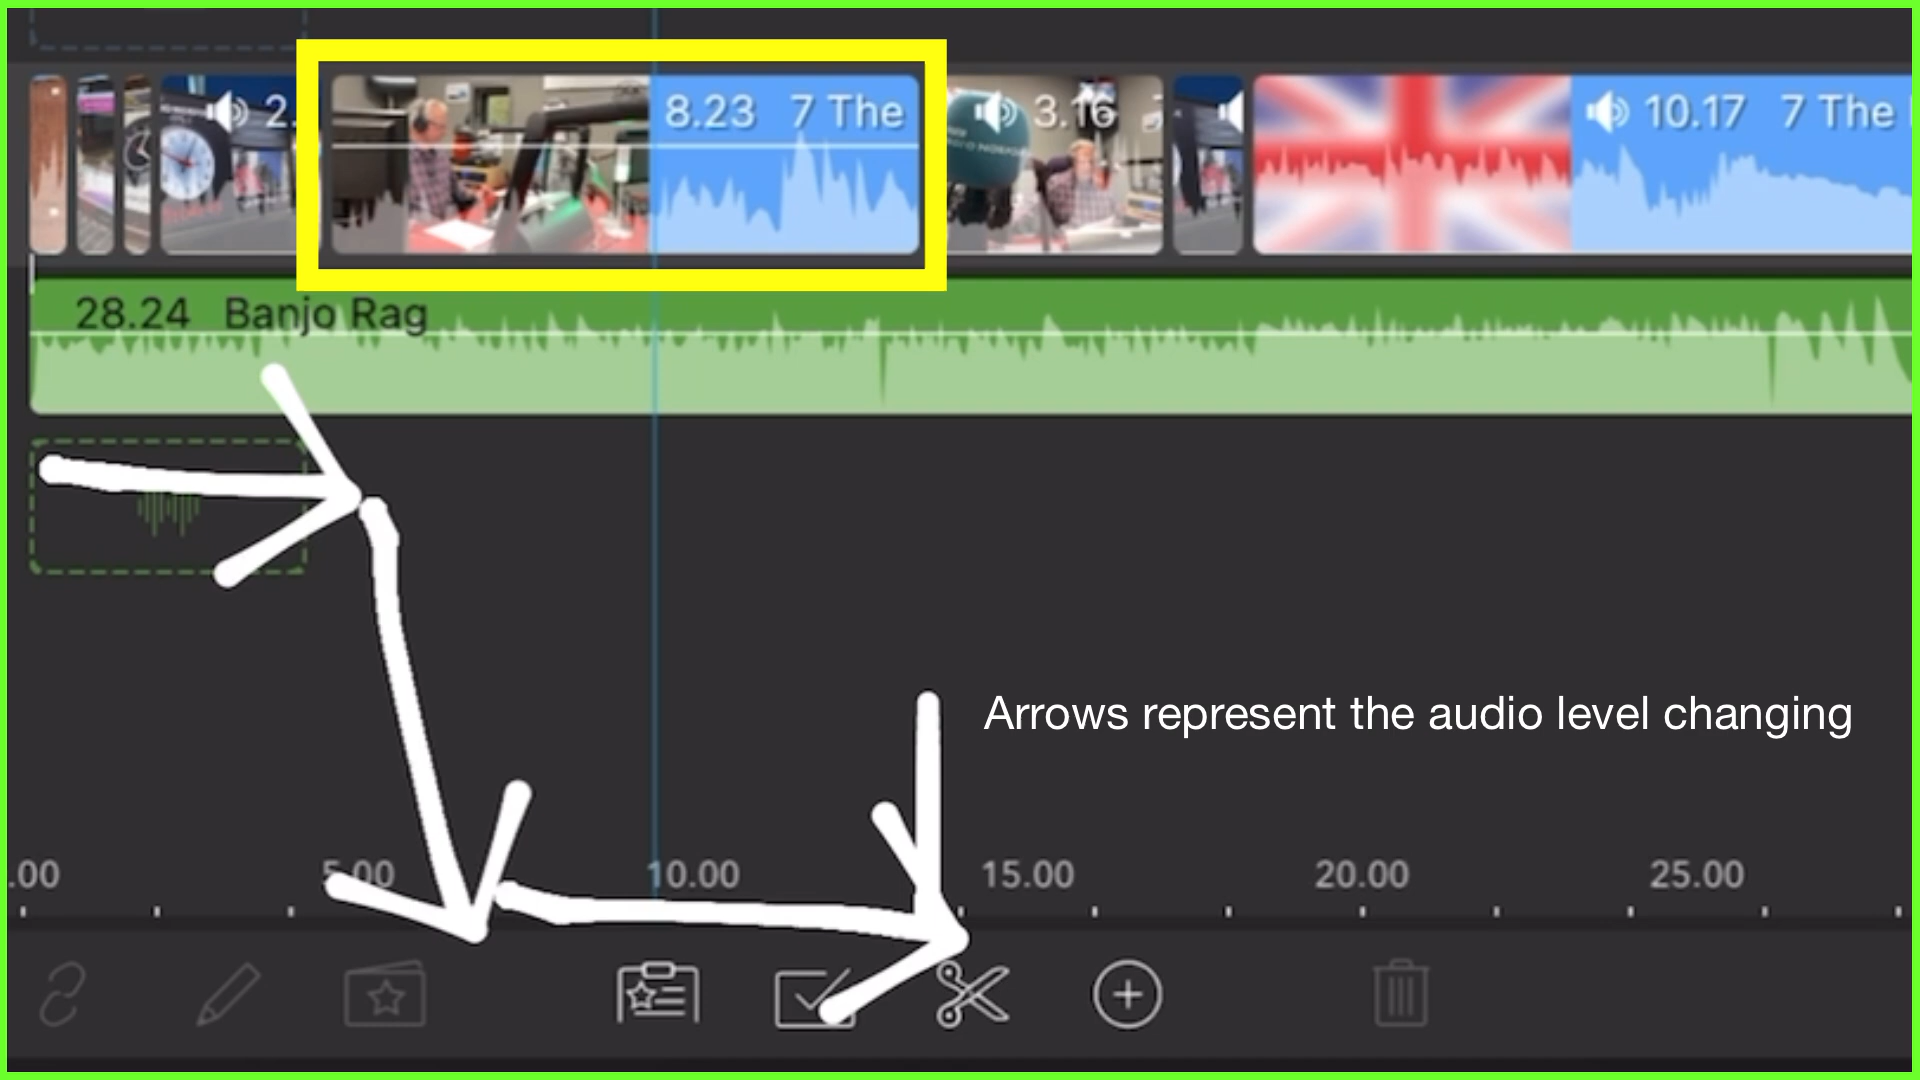 2.
8.23 7 The
3.16
10.17 7 The
28.24 Banjo Rag
Arrows represent the audio level changing
.00
5.00
10.00
15.00
20.00
25.00